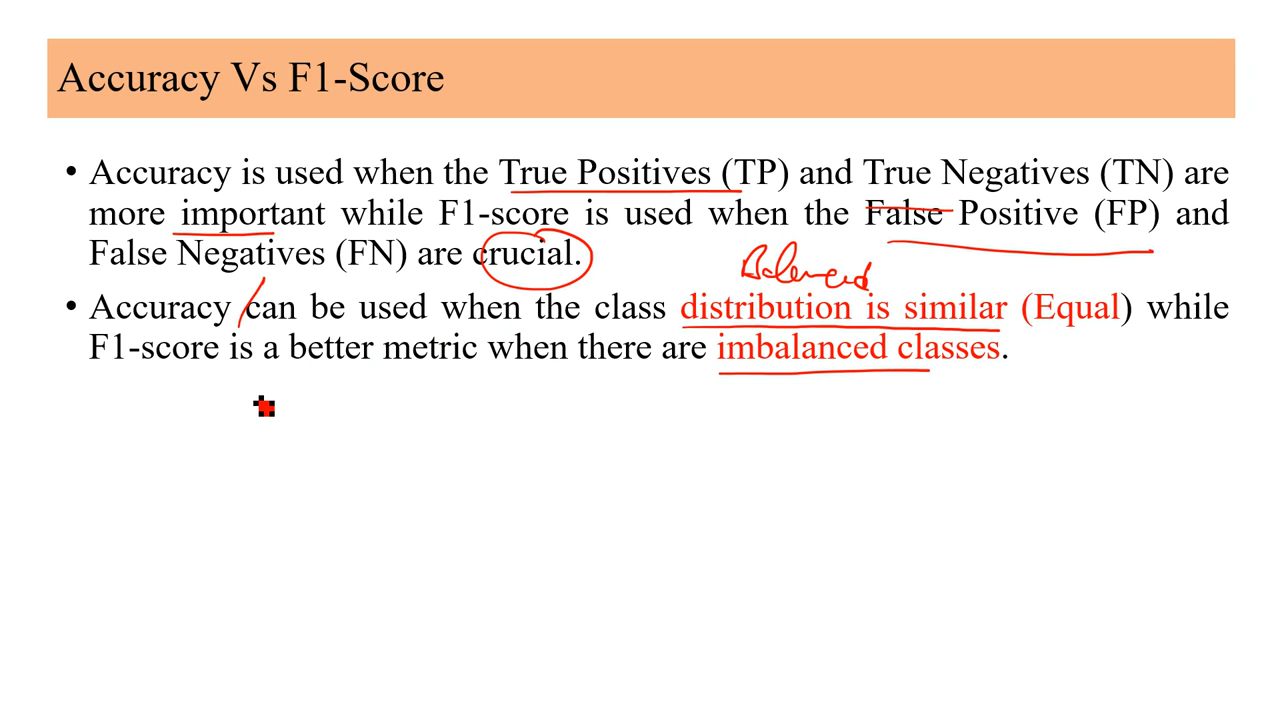 Accuracy Vs F1-Score
• Accuracy is used when the True Positives (TP) and True Negatives (TN) are
more important while F1-score is used when the False Positive (FP) and
False Negatives (FN) are crucial.
Balanced
• Accuracy can be used when the class distribution is similar (Equal) while
F1-score is a better metric when there are imbalanced classes.